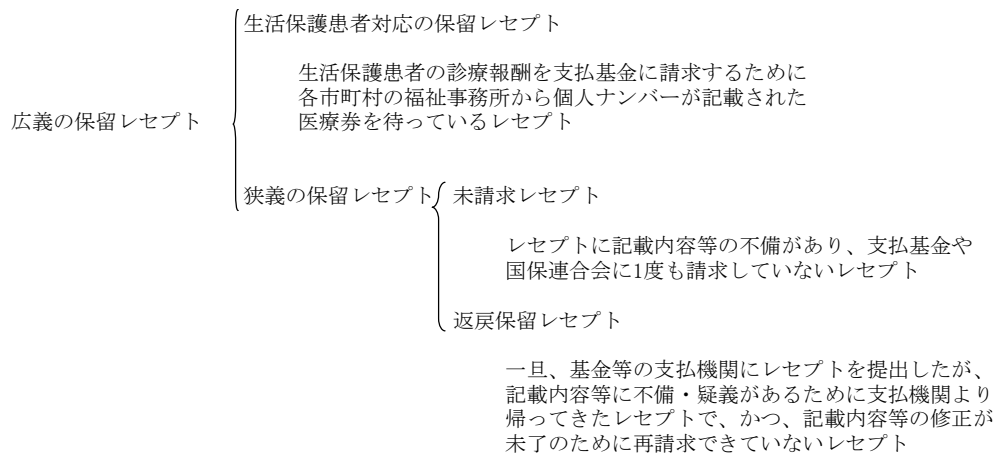 生活保護患者対応の保留レセプト
生活保護患者の診療報酬を支払基金に請求するために
各市町村の福祉事務所から個人ナンバーが記載された
医療券を待っているレセプト
広義の保留レセプト
狭義の保留レセプト
未請求レセプト
レセプトに記載内容等の不備があり、支払基金や
国保連合会に1度も請求していないレセプト
返戻保留レセプト
一旦、基金等の支払機関にレセプトを提出したが、
記載内容等に不備・疑義があるために支払機関より
帰ってきたレセプトで、かつ、記載内容等の修正が
未了のために再請求できていないレセプト